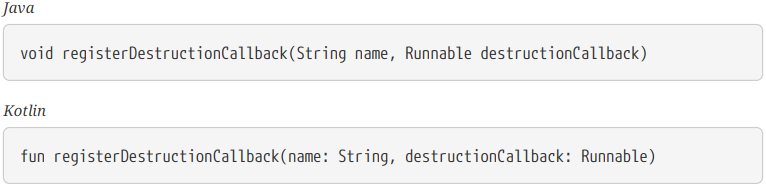 Java
void registerDestructionCallback(String name, Runnable destructionCallback)
Kotlin
fun registerDestructionCallback(name: String, destructionCallback: Runnable)